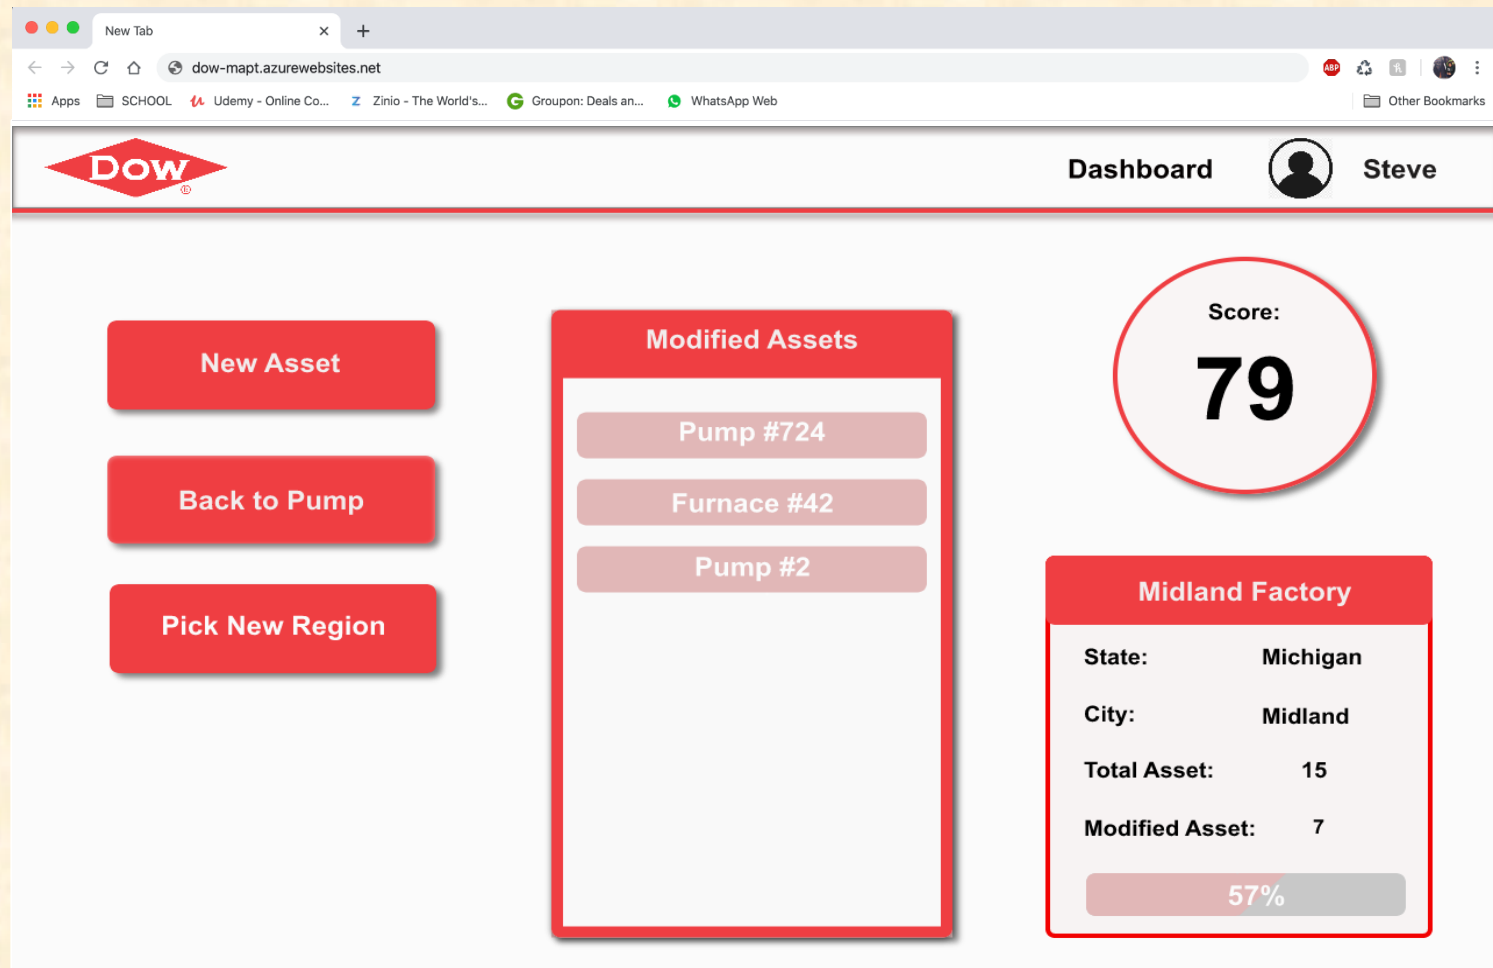 New Tab
dow-mapt.azurewebsites.net
ABP
Apps SCHOOL Udemy - Online Co... Z Zinio - The World's... G Groupon: Deals an... WhatsApp Web Other Bookmarks
Dow® Dashboard Steve
New Asset
Back to Pump
Pick New Region
Modified Assets
Pump #724
Furnace #42
Pump #2
Score:
79
Midland Factory
State: Michigan
City: Midland
Total Asset: 15
Modified Asset: 7
57%